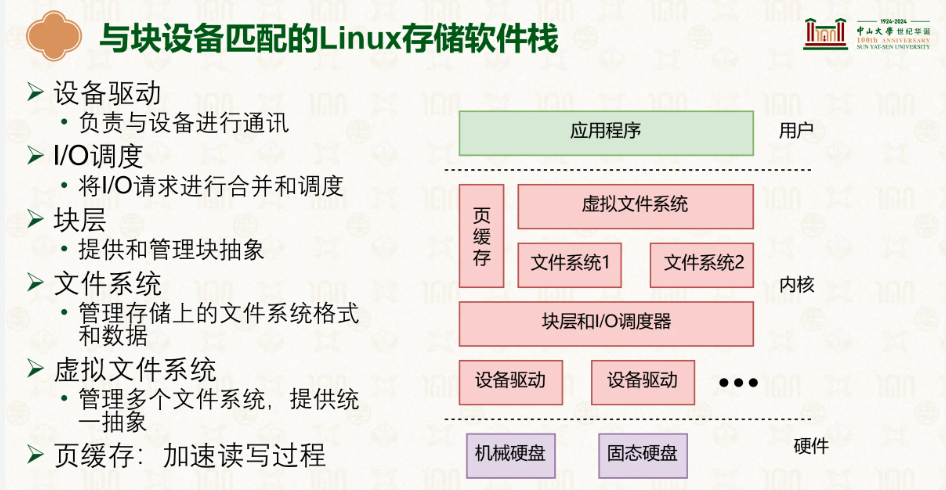 与块设备匹配的Linux存储软件栈
1924-2024
中山大學 世纪华诞
100th ANNIVERSARY
SUN YAT-SEN UNIVERSITY
设备驱动
负责与设备进行通讯
I/O调度
将I/O请求进行合并和调度
块层
提供和管理块抽象
文件系统
管理存储上的文件系统格式
和数据
虚拟文件系统
管理多个文件系统，提供统
一抽象
页缓存：加速读写过程
应用程序
用户
页缓存
虚拟文件系统
文件系统1
文件系统2
内核
块层和I/O调度器
设备驱动
设备驱动
机械硬盘
固态硬盘
硬件